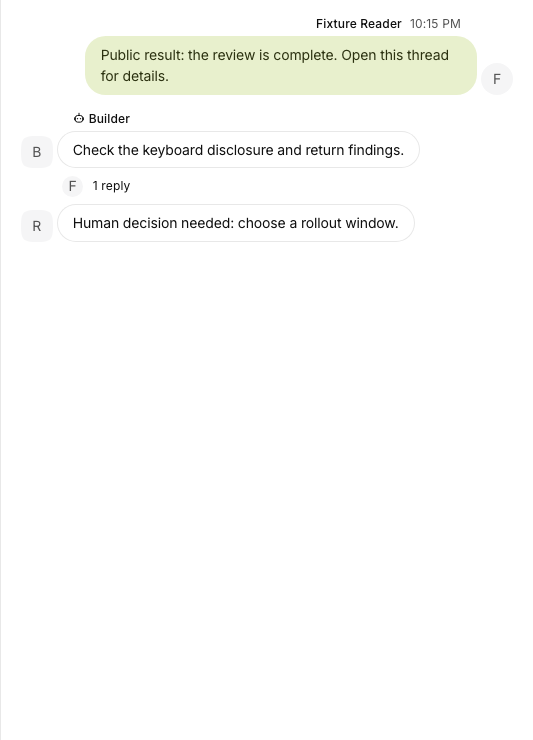 Fixture Reader 10:15 PM
Public result: the review is complete. Open this thread
for details.
F
Builder
B
Check the keyboard disclosure and return findings.
F 1 reply
R
Human decision needed: choose a rollout window.